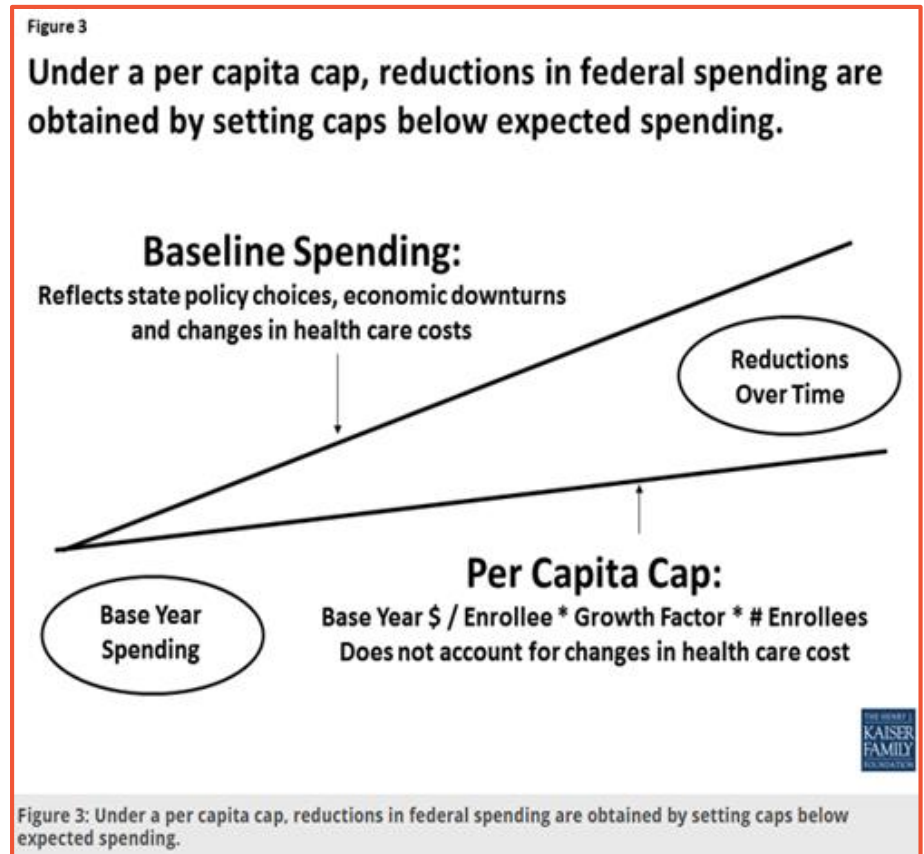 Figure 3
Under a per capita cap, reductions in federal spending are
obtained by setting caps below expected spending.
Baseline Spending:
Reflects state policy choices, economic downturns
and changes in health care costs
Reductions
Over Time
Base Year
Spending
Per Capita Cap:
Base Year $ / Enrollee * Growth Factor * # Enrollees
Does not account for changes in health care cost
THE HENRY J.
KAISER
FAMILY
FOUNDATION
Figure 3: Under a per capita cap, reductions in federal spending are obtained by setting caps below
expected spending.